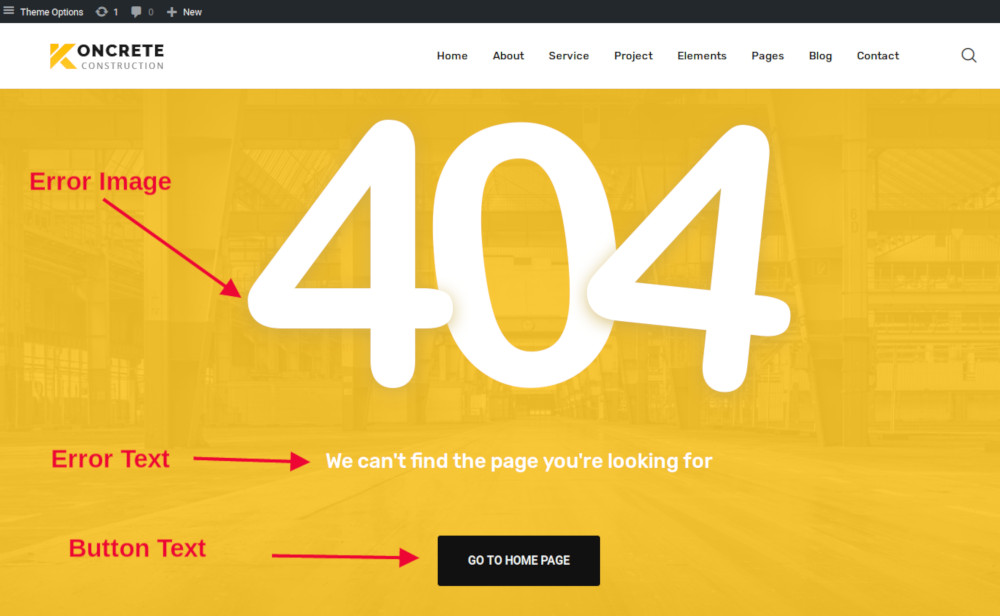 Theme Options 1 0 New
KONCRETE
CONSTRUCTION
Home About Service Project Elements Pages Blog Contact
404
Error Image
Error Text
We can't find the page you're looking for
Button Text
GO TO HOME PAGE